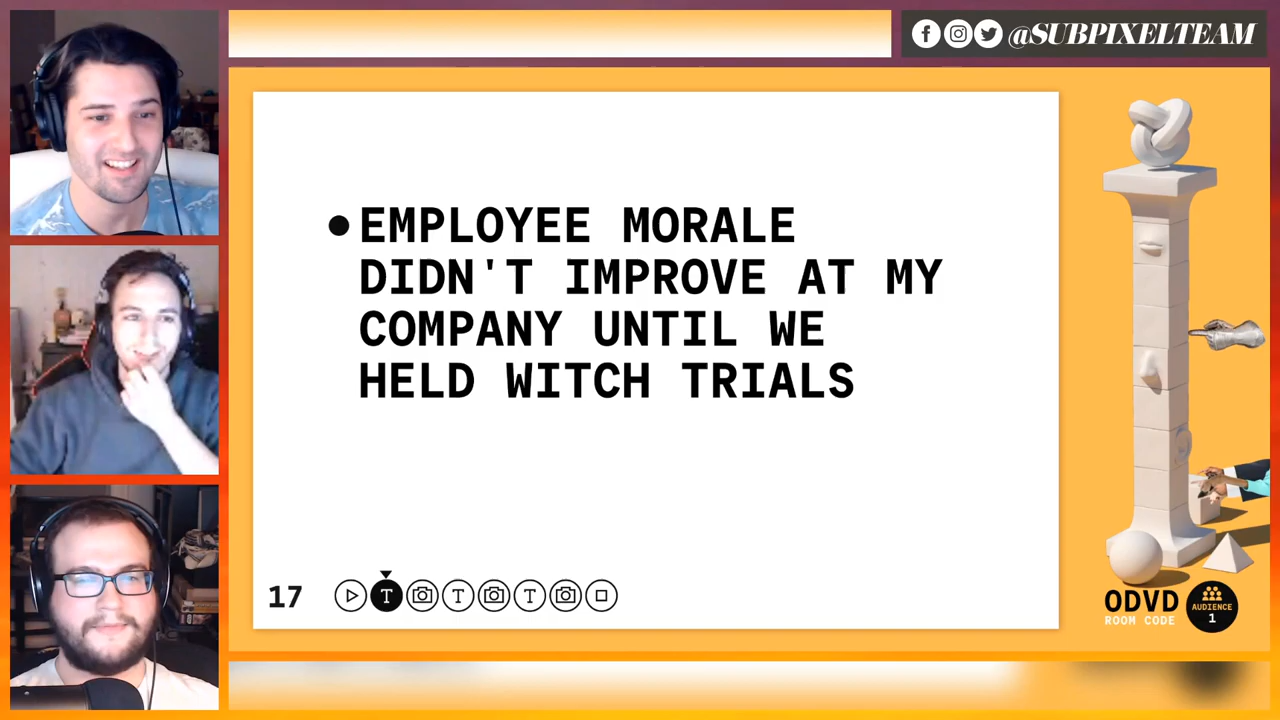 @SUBPIXELTEAM
● EMPLOYEE MORALE
DIDN'T IMPROVE AT MY
COMPANY UNTIL WE
HELD WITCH TRIALS
17
T
T
T
ODVD
ROOM CODE
AUDIENCE
1